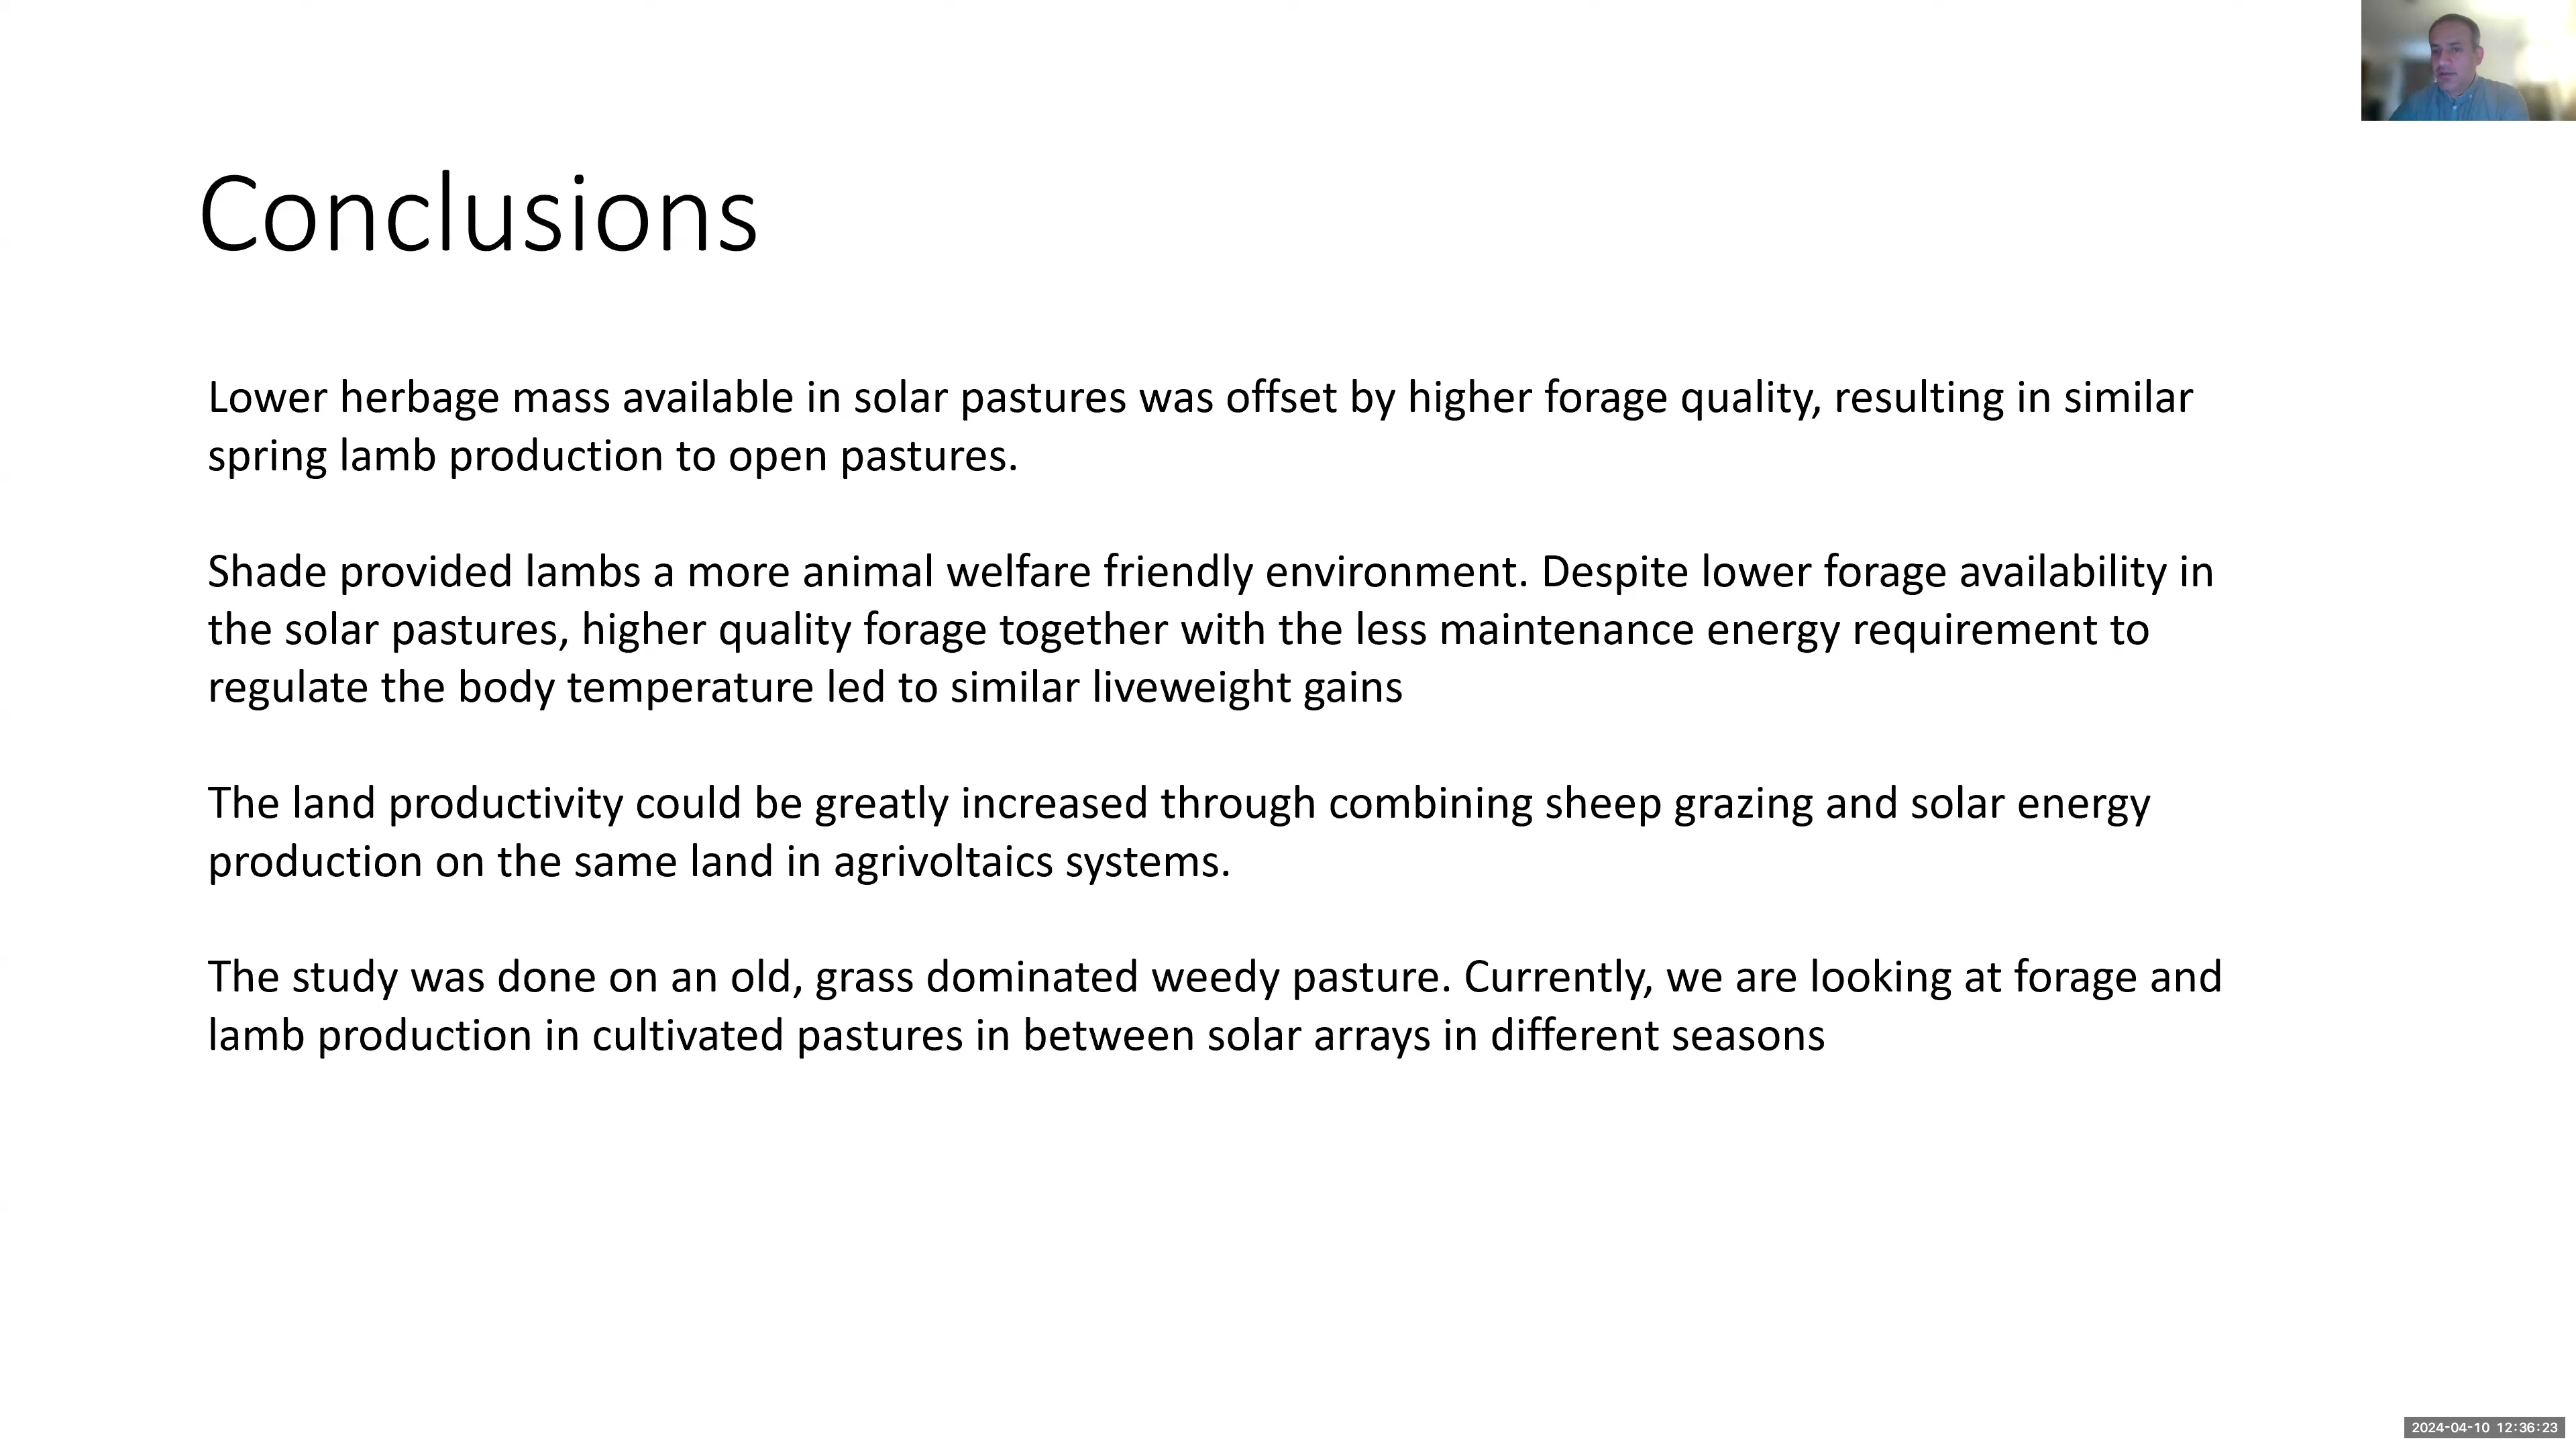 Conclusions
Lower herbage mass available in solar pastures was offset by higher forage quality, resulting in similar
spring lamb production to open pastures.
Shade provided lambs a more animal welfare friendly environment. Despite lower forage availability in
the solar pastures, higher quality forage together with the less maintenance energy requirement to
regulate the body temperature led to similar liveweight gains
The land productivity could be greatly increased through combining sheep grazing and solar energy
production on the same land in agrivoltaics systems.
The study was done on an old, grass dominated weedy pasture. Currently, we are looking at forage and
lamb production in cultivated pastures in between solar arrays in different seasons
2024-04-10 12:36:23